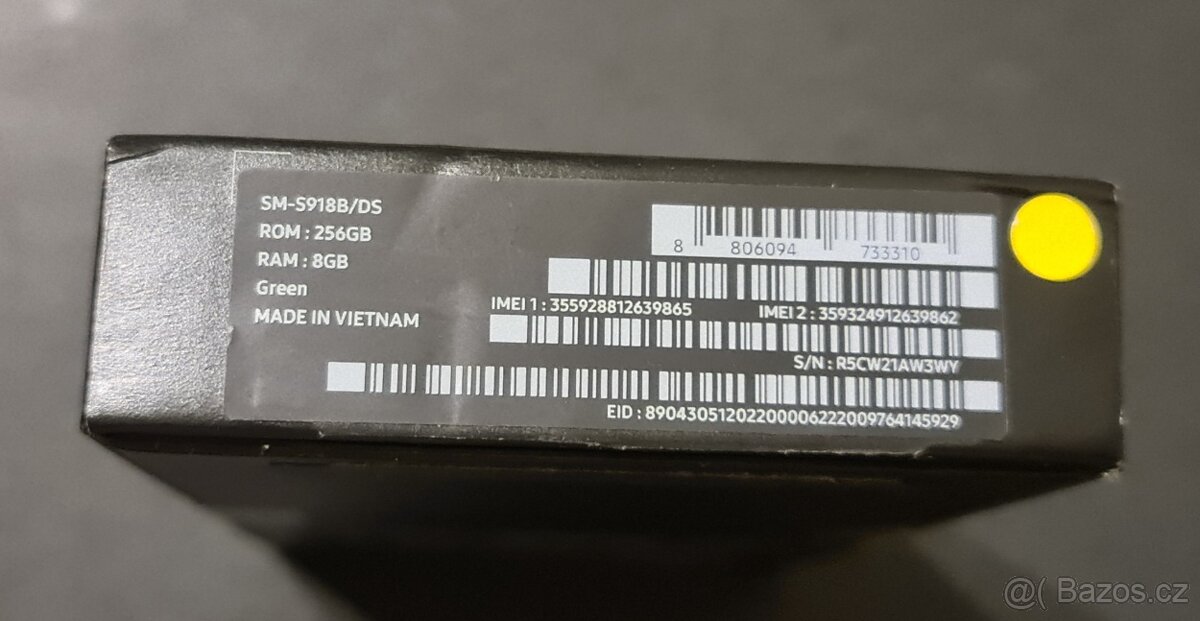 SM-S918B/DS
ROM : 256GB
RAM : 8GB
Green
MADE IN VIETNAM
8 806094 733310
IMEI 1 : 355928812639865
IMEI 2 : 359324912639862
S/N : R5CW21AW3WY
EID : 89043051202200006222009764145929
@( Bazos.cz